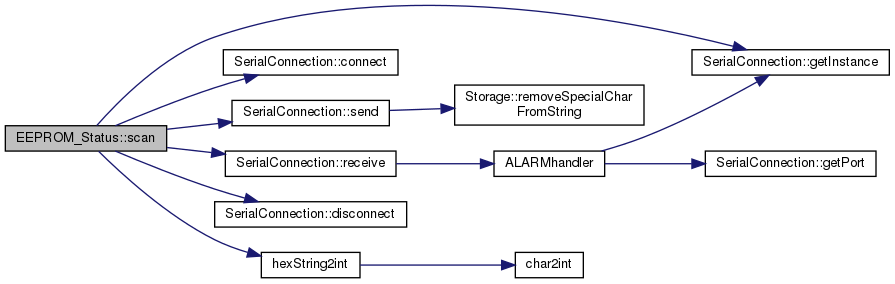 EEPROM_Status::scan
SerialConnection::connect
SerialConnection::send
SerialConnection::receive
SerialConnection::disconnect
hexString2int
Storage::removeSpecialChar
FromString
ALARMhandler
char2int
SerialConnection::getInstance
SerialConnection::getPort